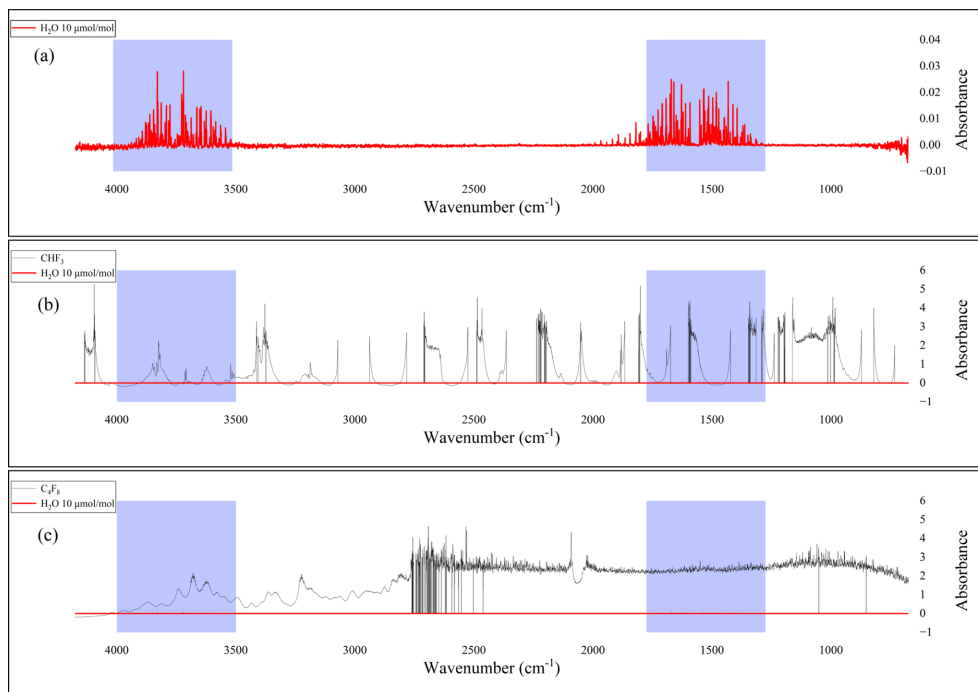 H₂O 10 μmol/mol
(a)
0.04
0.03
0.02
0.01
0.00
−0.01
Absorbance
4000 3500 3000 2500 2000 1500 1000
Wavenumber (cm⁻¹)
CHF₃
H₂O 10 μmol/mol
(b)
6
5
4
3
2
1
0
−1
Absorbance
4000 3500 3000 2500 2000 1500 1000
Wavenumber (cm⁻¹)
C₄F₈
H₂O 10 μmol/mol
(c)
6
5
4
3
2
1
0
−1
Absorbance
4000 3500 3000 2500 2000 1500 1000
Wavenumber (cm⁻¹)